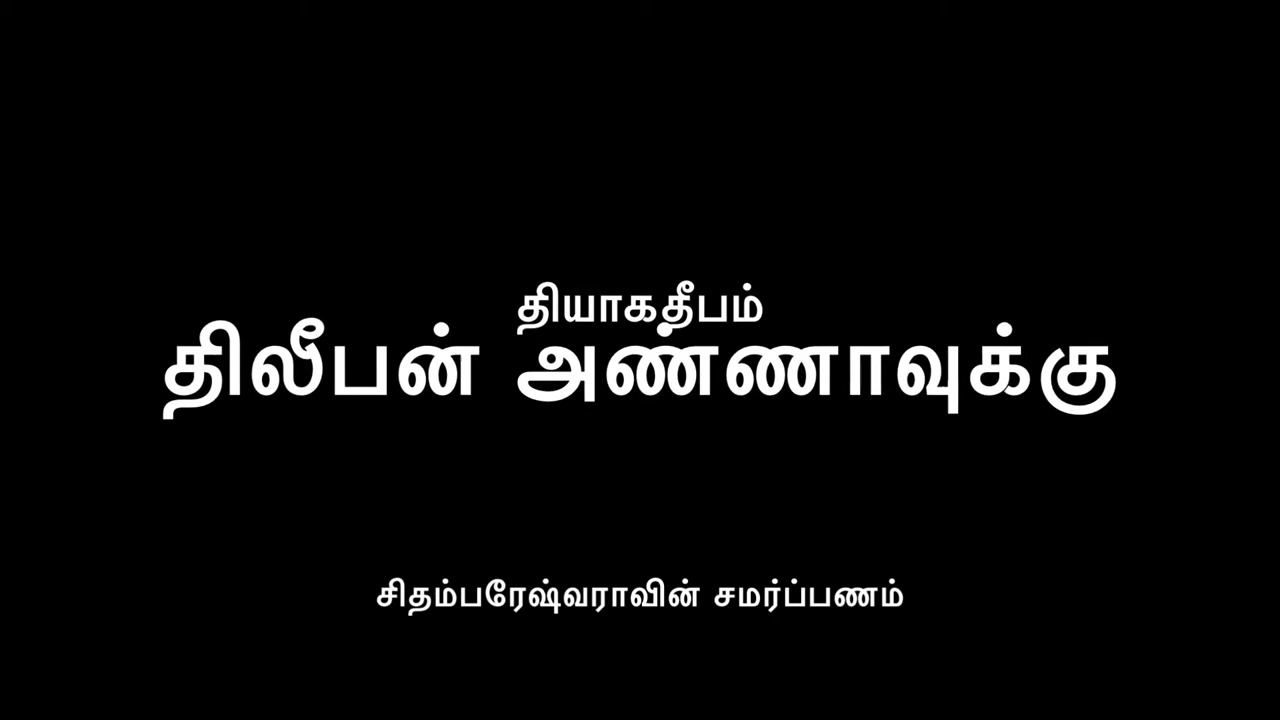 தியாகதீபம்
திலீபன் அண்ணாவுக்கு
சிதம்பரேஷ்வராவின் சமர்ப்பணம்